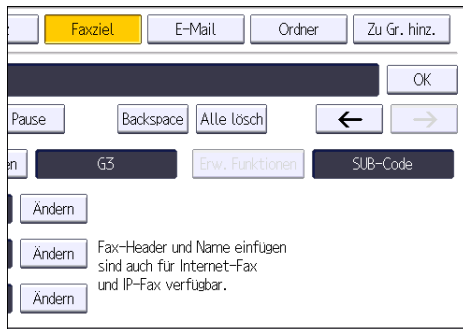 Faxziel E-Mail Ordner Zu Gr. hinz.
OK
Pause Backspace Alle lösch
G3 Erw. Funktionen SUB-Code
Ändern
Ändern
Fax-Header und Name einfügen
sind auch für Internet-Fax
und IP-Fax verfügbar.
Ändern